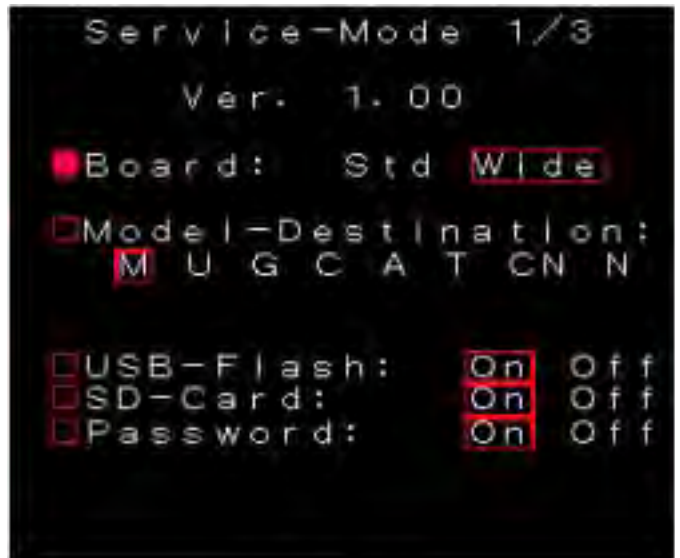 Service-Mode 1/3
Ver. 1.00
Board: Std Wide
Model-Destination:
M U G C A T CN N
USB-Flash: On Off
SD-Card: On Off
Password: On Off